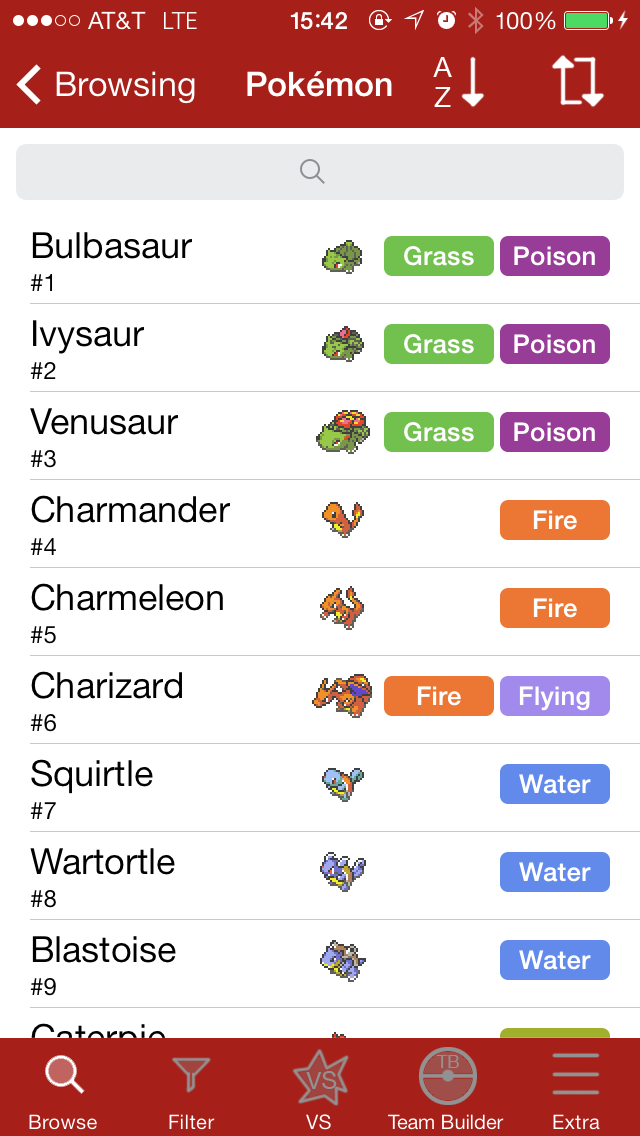 AT&T LTE 15:42 100%
Browsing Pokémon A Z
Bulbasaur Grass Poison
#1
Ivysaur Grass Poison
#2
Venusaur Grass Poison
#3
Charmander Fire
#4
Charmeleon Fire
#5
Charizard Fire Flying
#6
Squirtle Water
#7
Wartortle Water
#8
Blastoise Water
#9
Caterpie
VS TB
Browse Filter VS Team Builder Extra